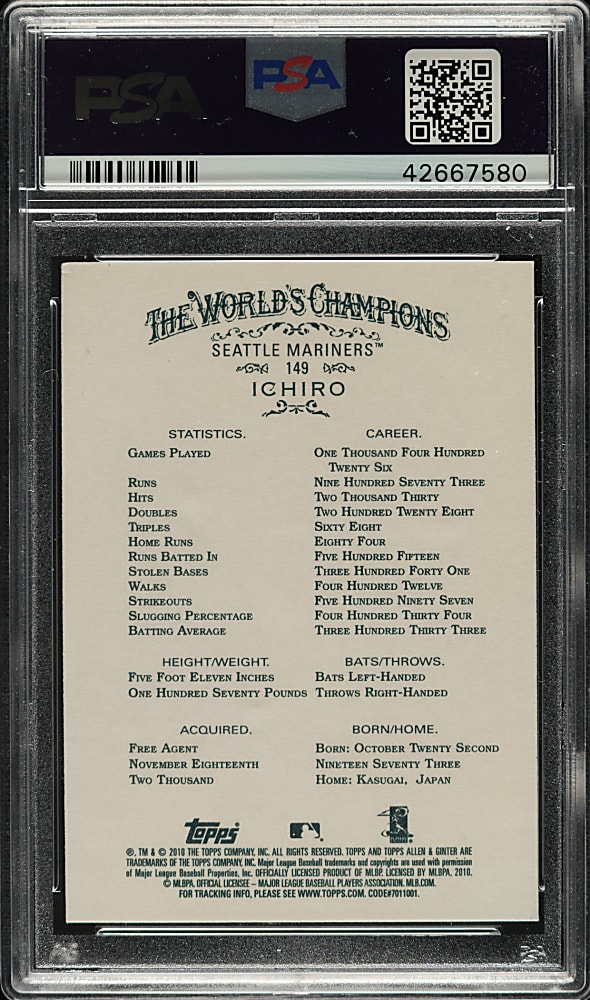 PSA
PSA
42667580
THE WORLD'S CHAMPIONS
SEATTLE MARINERS™
149
ICHIRO
STATISTICS. CAREER.
GAMES PLAYED ONE THOUSAND FOUR HUNDRED
TWENTY SIX
RUNS NINE HUNDRED SEVENTY THREE
HITS TWO THOUSAND THIRTY
DOUBLES TWO HUNDRED TWENTY EIGHT
TRIPLES SIXTY EIGHT
HOME RUNS EIGHTY FOUR
RUNS BATTED IN FIVE HUNDRED FIFTEEN
STOLEN BASES THREE HUNDRED FORTY ONE
WALKS FOUR HUNDRED TWELVE
STRIKEOUTS FIVE HUNDRED NINETY SEVEN
SLUGGING PERCENTAGE FOUR HUNDRED THIRTY FOUR
BATTING AVERAGE THREE HUNDRED THIRTY THREE
HEIGHT/WEIGHT. BATS/THROWS.
FIVE FOOT ELEVEN INCHES BATS LEFT-HANDED
ONE HUNDRED SEVENTY POUNDS THROWS RIGHT-HANDED
ACQUIRED. BORN/HOME.
FREE AGENT BORN: OCTOBER TWENTY SECOND
NOVEMBER EIGHTEENTH NINETEEN SEVENTY THREE
TWO THOUSAND HOME: KASUGAI, JAPAN
Topps
®, TM & © 2010 THE TOPPS COMPANY, INC. ALL RIGHTS RESERVED. TOPPS AND TOPPS ALLEN & GINTER ARE
TRADEMARKS OF THE TOPPS COMPANY, INC. Major League Baseball trademarks and copyrights are used with permission
of Major League Baseball Properties, Inc. OFFICIALLY LICENSED PRODUCT OF MLBP. LICENSED BY MLBPA, 2010.
© MLBPA. OFFICIAL LICENSEE – MAJOR LEAGUE BASEBALL PLAYERS ASSOCIATION. MLB.COM.
FOR TRACKING INFO, PLEASE SEE WWW.TOPPS.COM. CODE#7011001.